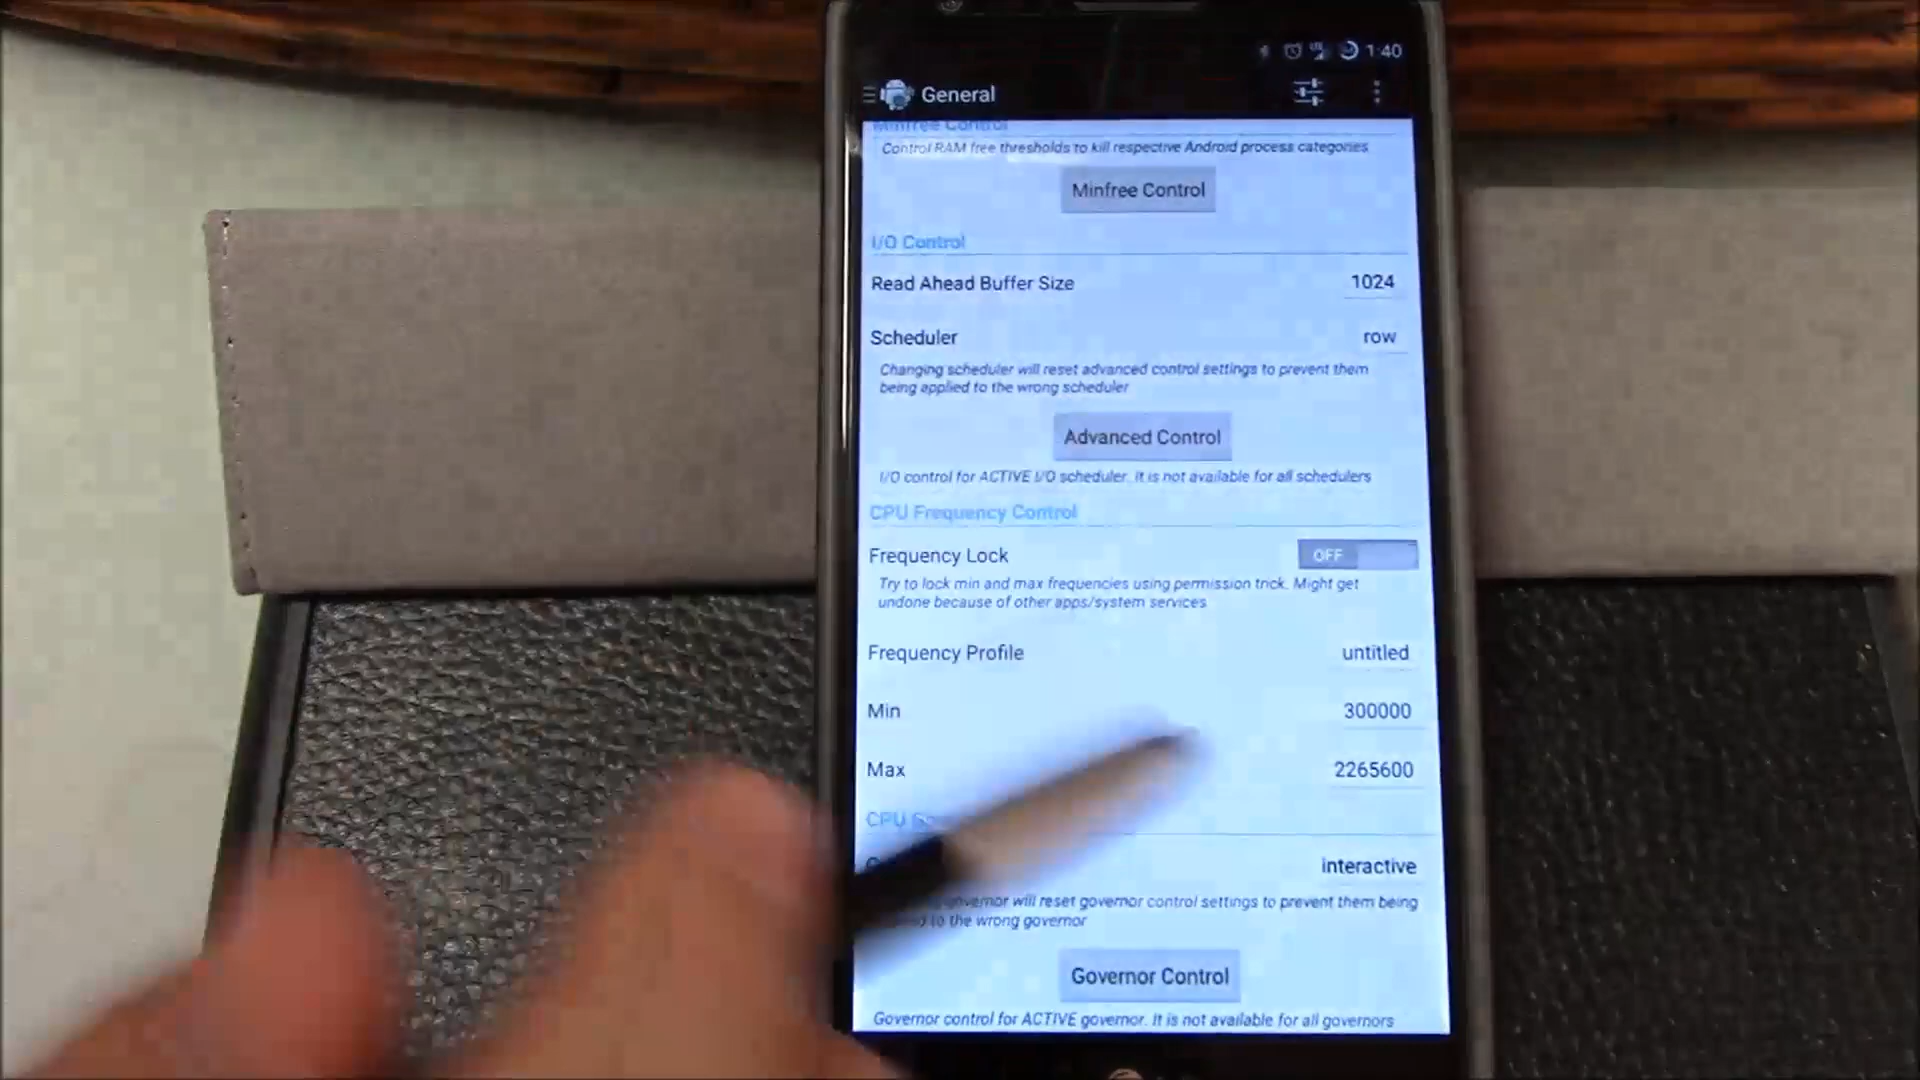 1:40
General
Minfree Control
Control RAM free thresholds to kill respective Android process categories
Minfree Control
I/O Control
Read Ahead Buffer Size 1024
Scheduler row
Changing scheduler will reset advanced control settings to prevent them
being applied to the wrong scheduler
Advanced Control
I/O control for ACTIVE I/O scheduler. It is not available for all schedulers
CPU Frequency Control
Frequency Lock OFF
Try to lock min and max frequencies using permission trick. Might get
undone because of other apps/system services
Frequency Profile untitled
Min 300000
Max 2265600
CPU
interactive
governor will reset governor control settings to prevent them being
to the wrong governor
Governor Control
Governor control for ACTIVE governor. It is not available for all governors